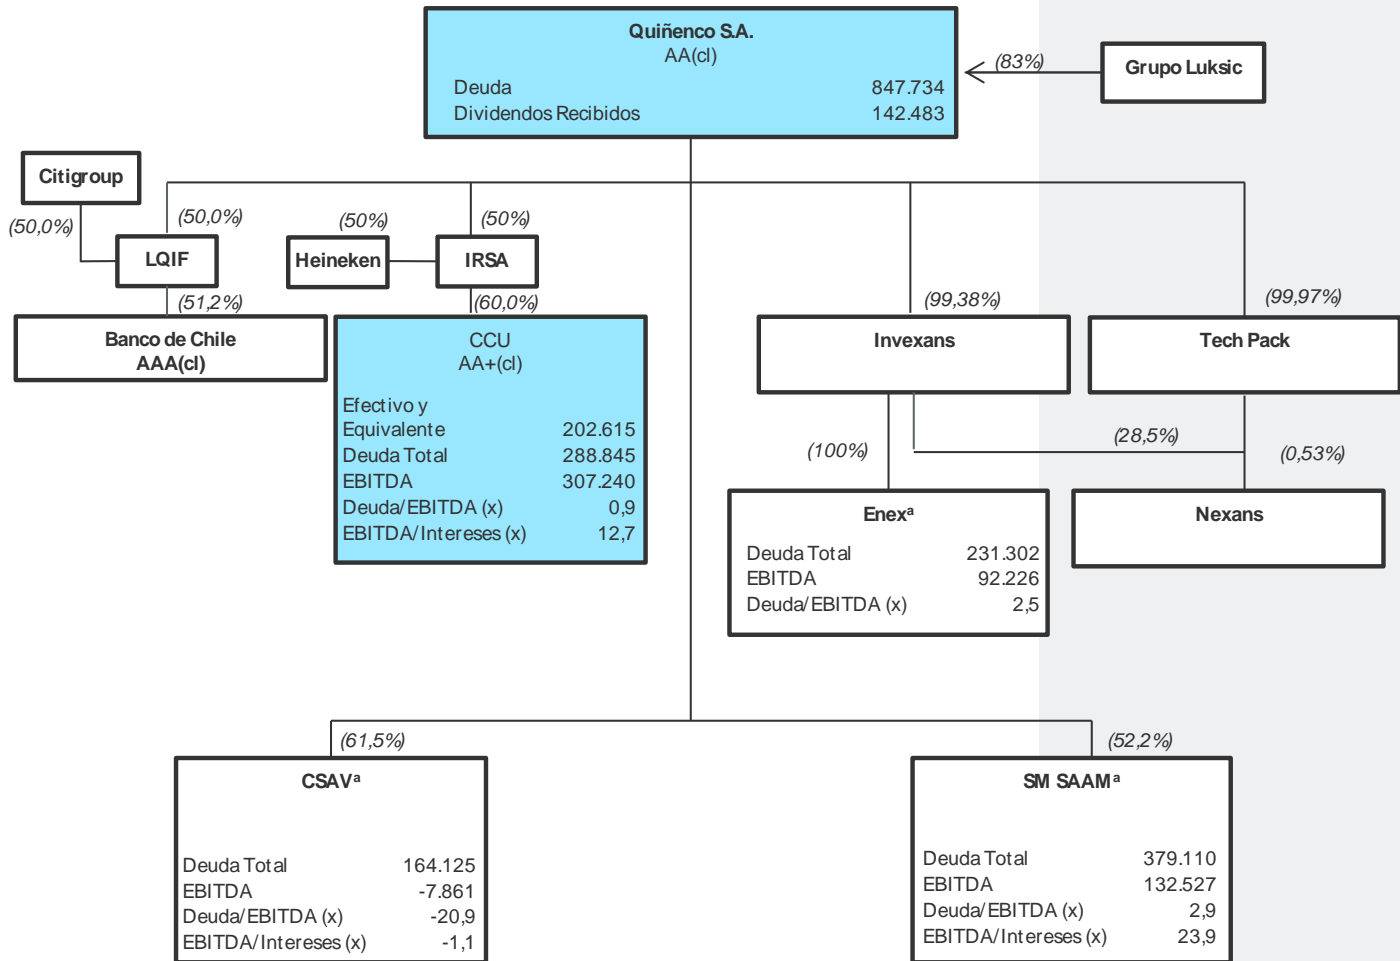 Quiñenco S.A.
AA(cl)
Deuda 847.734
Dividendos Recibidos 142.483
(83%)
Grupo Luksic
Citigroup
(50,0%)
(50,0%)
(50%)
(50%)
LQIF
Heineken
IRSA
(51,2%)
(60,0%)
(99,38%)
(99,97%)
Banco de Chile
AAA(cl)
CCU
AA+(cl)
Efectivo y
Equivalente 202.615
Deuda Total 288.845
EBITDA 307.240
Deuda/EBITDA (x) 0,9
EBITDA/Intereses (x) 12,7
Invexans
Tech Pack
(100%)
(28,5%)
(0,53%)
Enexª
Deuda Total 231.302
EBITDA 92.226
Deuda/EBITDA (x) 2,5
Nexans
(61,5%)
(52,2%)
CSAVª
Deuda Total 164.125
EBITDA -7.861
Deuda/EBITDA (x) -20,9
EBITDA/Intereses (x) -1,1
SM SAAMª
Deuda Total 379.110
EBITDA 132.527
Deuda/EBITDA (x) 2,9
EBITDA/Intereses (x) 23,9